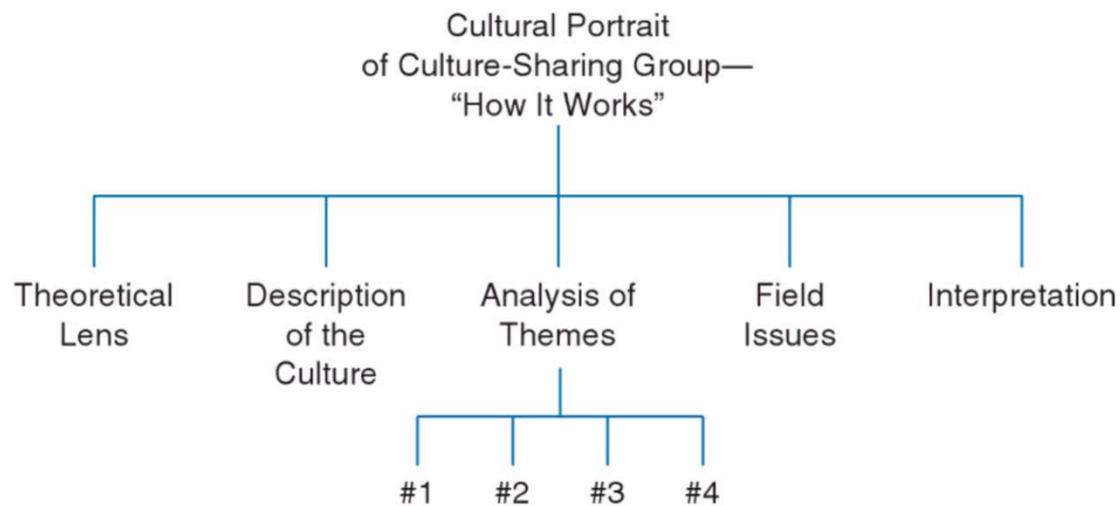 Cultural Portrait
of Culture-Sharing Group—
“How It Works”
Theoretical
Lens
Description
of the
Culture
Analysis of
Themes
Field
Issues
Interpretation
#1
#2
#3
#4